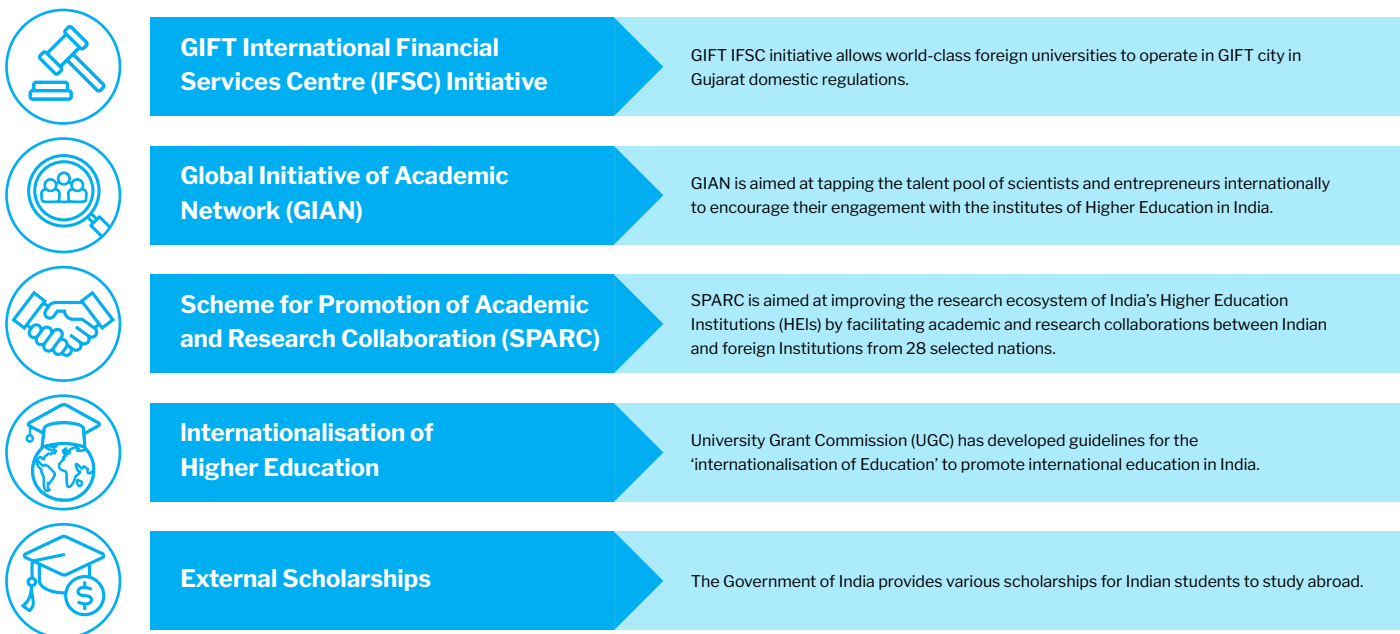 GIFT International Financial
Services Centre (IFSC) Initiative
GIFT IFSC initiative allows world-class foreign universities to operate in GIFT city in
Gujarat domestic regulations.
Global Initiative of Academic
Network (GIAN)
GIAN is aimed at tapping the talent pool of scientists and entrepreneurs internationally
to encourage their engagement with the institutes of Higher Education in India.
Scheme for Promotion of Academic
and Research Collaboration (SPARC)
SPARC is aimed at improving the research ecosystem of India’s Higher Education
Institutions (HEIs) by facilitating academic and research collaborations between Indian
and foreign Institutions from 28 selected nations.
Internationalisation of
Higher Education
University Grant Commission (UGC) has developed guidelines for the
‘internationalisation of Education’ to promote international education in India.
External Scholarships
The Government of India provides various scholarships for Indian students to study abroad.
$